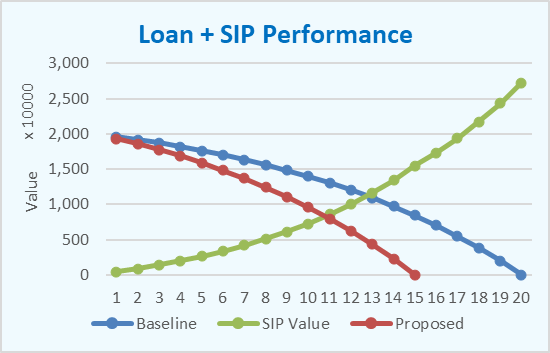 Loan + SIP Performance
Value
x 10000
3,000
2,500
2,000
1,500
1,000
500
0
1 2 3 4 5 6 7 8 9 10 11 12 13 14 15 16 17 18 19 20
Baseline SIP Value Proposed